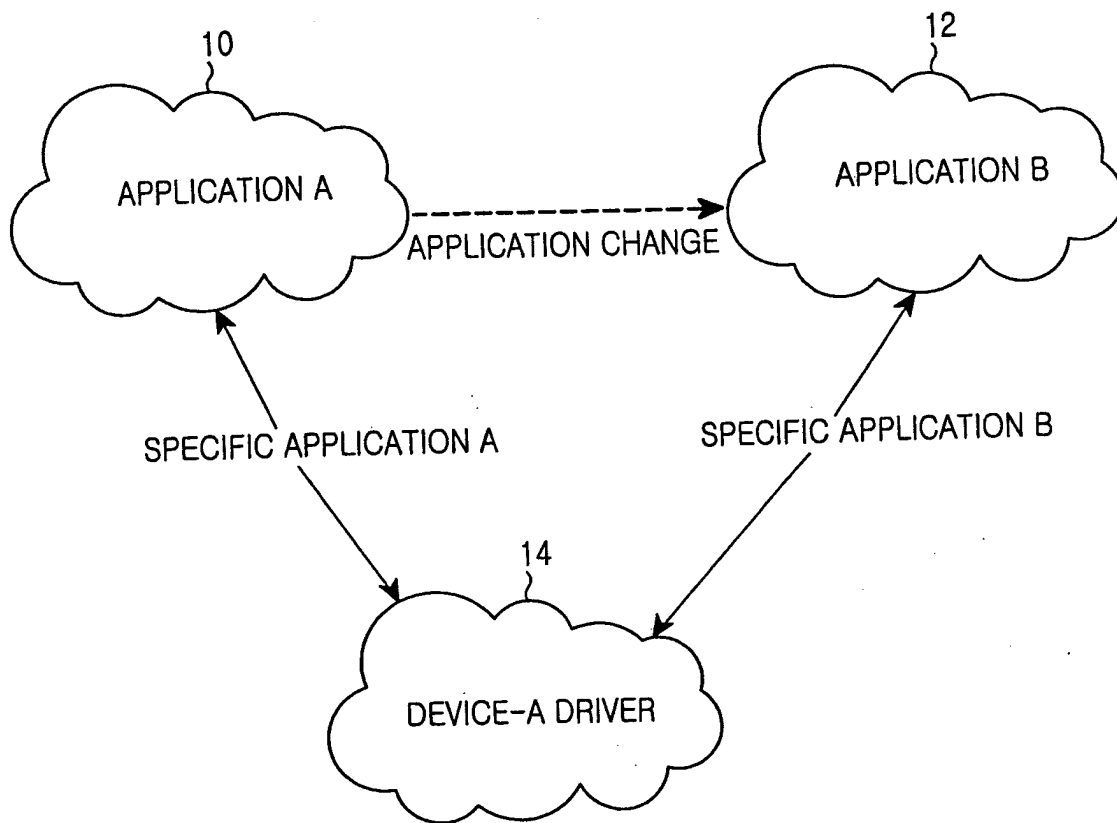 10
12
APPLICATION A
APPLICATION B
APPLICATION CHANGE
SPECIFIC APPLICATION A
SPECIFIC APPLICATION B
14
DEVICE-A DRIVER